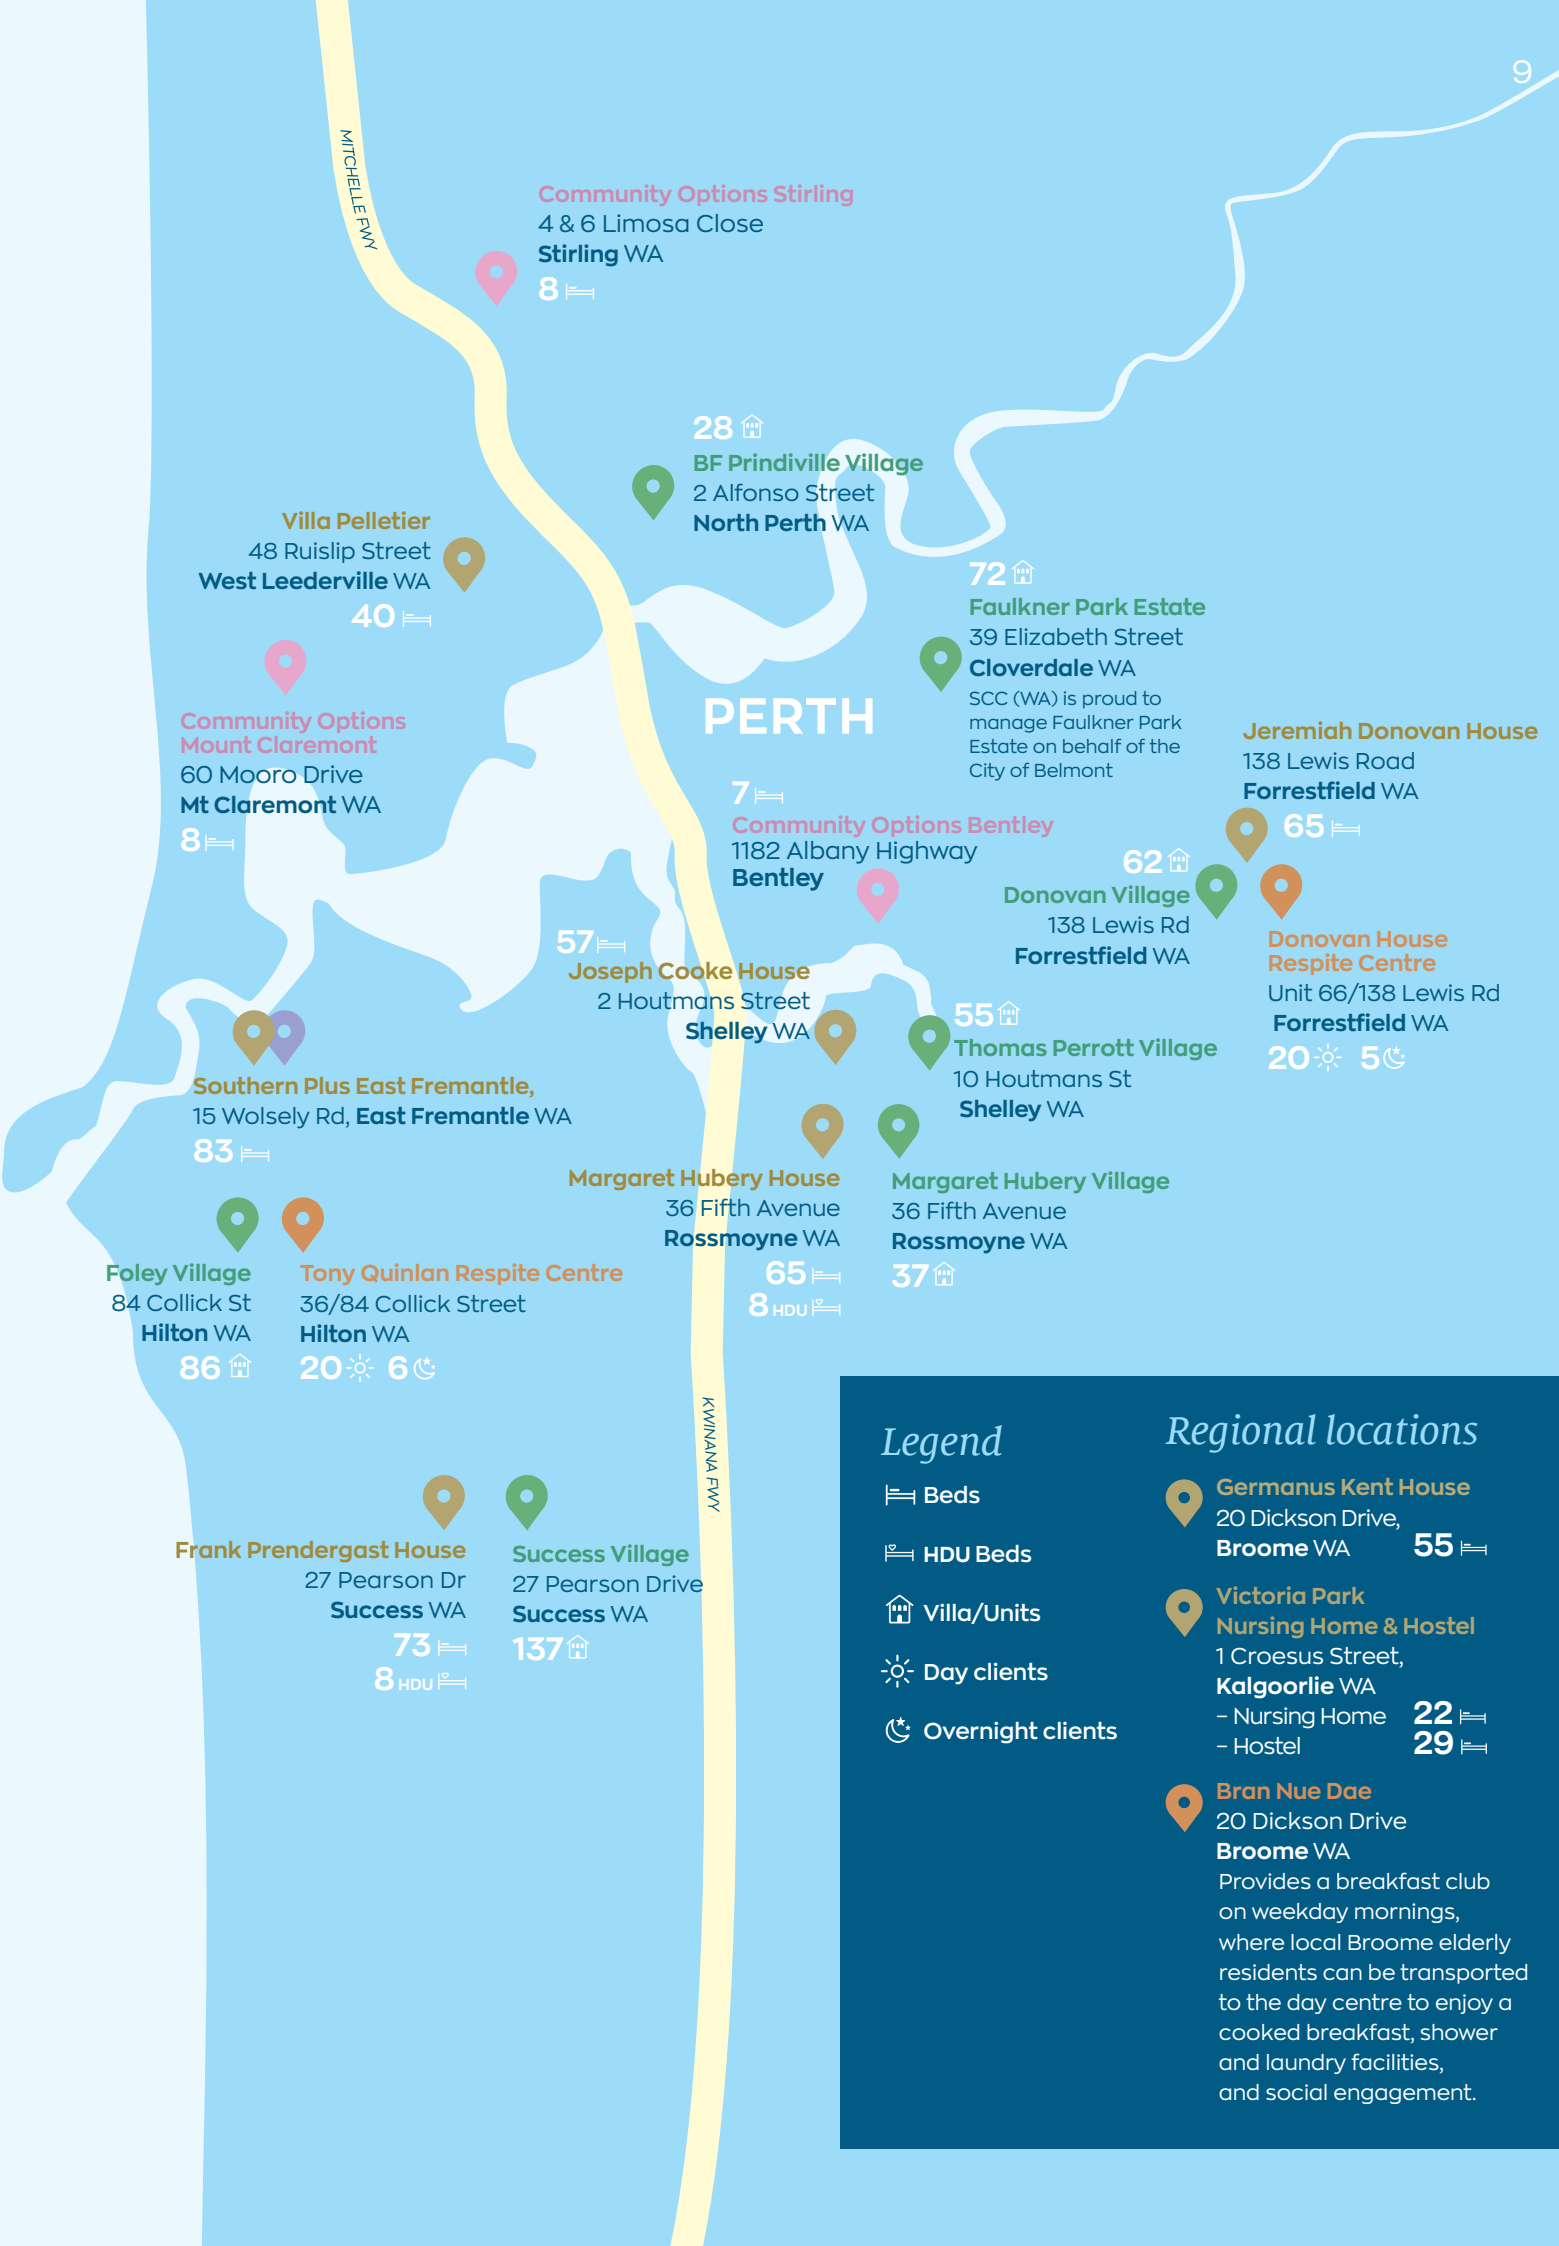 9
MITCHELLE FWY
Community Options Stirling
4 & 6 Limosa Close
Stirling WA
8
28
BF Prindiville Village
2 Alfonso Street
North Perth WA
Villa Pelletier
48 Ruislip Street
West Leederville WA
40
72
Faulkner Park Estate
39 Elizabeth Street
Cloverdale WA
SCC (WA) is proud to
manage Faulkner Park
Estate on behalf of the
City of Belmont
PERTH
Community Options
Mount Claremont
60 Mooro Drive
Mt Claremont WA
8
Jeremiah Donovan House
138 Lewis Road
Forrestfield WA
65
7
Community Options Bentley
1182 Albany Highway
Bentley
62
Donovan Village
138 Lewis Rd
Forrestfield WA
Donovan House
Respite Centre
Unit 66/138 Lewis Rd
Forrestfield WA
20 5
57
Joseph Cooke House
2 Houtmans Street
Shelley WA
55
Thomas Perrott Village
10 Houtmans St
Shelley WA
Southern Plus East Fremantle,
15 Wolsely Rd, East Fremantle WA
83
Margaret Hubery House
36 Fifth Avenue
Rossmoyne WA
65
8 HDU
Margaret Hubery Village
36 Fifth Avenue
Rossmoyne WA
37
Foley Village
84 Collick St
Hilton WA
86
Tony Quinlan Respite Centre
36/84 Collick Street
Hilton WA
20 6
KWINANA FWY
Frank Prendergast House
27 Pearson Dr
Success WA
73
8 HDU
Success Village
27 Pearson Drive
Success WA
137
Legend
Beds
HDU Beds
Villa/Units
Day clients
Overnight clients
Regional locations
Germanus Kent House
20 Dickson Drive,
Broome WA 55
Victoria Park
Nursing Home & Hostel
1 Croesus Street,
Kalgoorlie WA
– Nursing Home 22
– Hostel 29
Bran Nue Dae
20 Dickson Drive
Broome WA
Provides a breakfast club
on weekday mornings,
where local Broome elderly
residents can be transported
to the day centre to enjoy a
cooked breakfast, shower
and laundry facilities,
and social engagement.